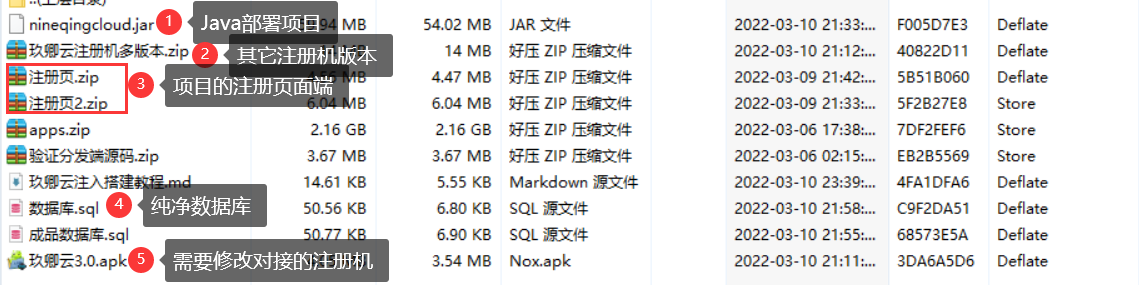 nineqingcloud.jar 1 Java部署项目 94 MB 54.02 MB JAR 文件 2022-03-10 21:33:... F005D7E3 Deflate
玖卿云注册机多版本.zip 2 其它注册机版本 14 MB 好压 ZIP 压缩文件 2022-03-10 21:12:... 40822D11 Deflate
注册页.zip 4.47 MB 好压 ZIP 压缩文件 2022-03-09 21:42:... 5B51B060 Deflate
3 项目的注册页面端
注册页2.zip 6.04 MB 6.04 MB 好压 ZIP 压缩文件 2022-03-09 21:33:... 5F2B27E8 Store
apps.zip 2.16 GB 2.16 GB 好压 ZIP 压缩文件 2022-03-06 17:38:... 7DF2FEF6 Store
验证分发端源码.zip 3.67 MB 3.67 MB 好压 ZIP 压缩文件 2022-03-06 02:15:... EB2B5569 Store
玖卿云注入搭建教程.md 14.61 KB 5.55 KB Markdown 源文件 2022-03-10 23:39:... 4FA1DFA6 Deflate
数据库.sql 4 纯净数据库 50.56 KB 6.80 KB SQL 源文件 2022-03-10 21:58:... C9F2DA51 Deflate
成品数据库.sql 50.77 KB 6.90 KB SQL 源文件 2022-03-10 21:55:... 68573E5A Deflate
玖卿云3.0.apk 5 需要修改对接的注册机 3.54 MB Nox.apk 2022-03-10 21:11:... 3DA6A5D6 Deflate